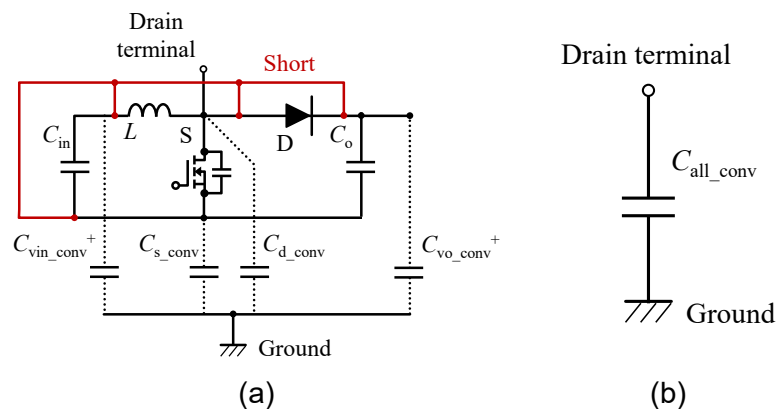 Drain
terminal
Short
C_in
L
S
D
C_o
C_vin_conv^+
C_s_conv
C_d_conv
C_vo_conv^+
Ground
(a)
Drain terminal
C_all_conv
Ground
(b)